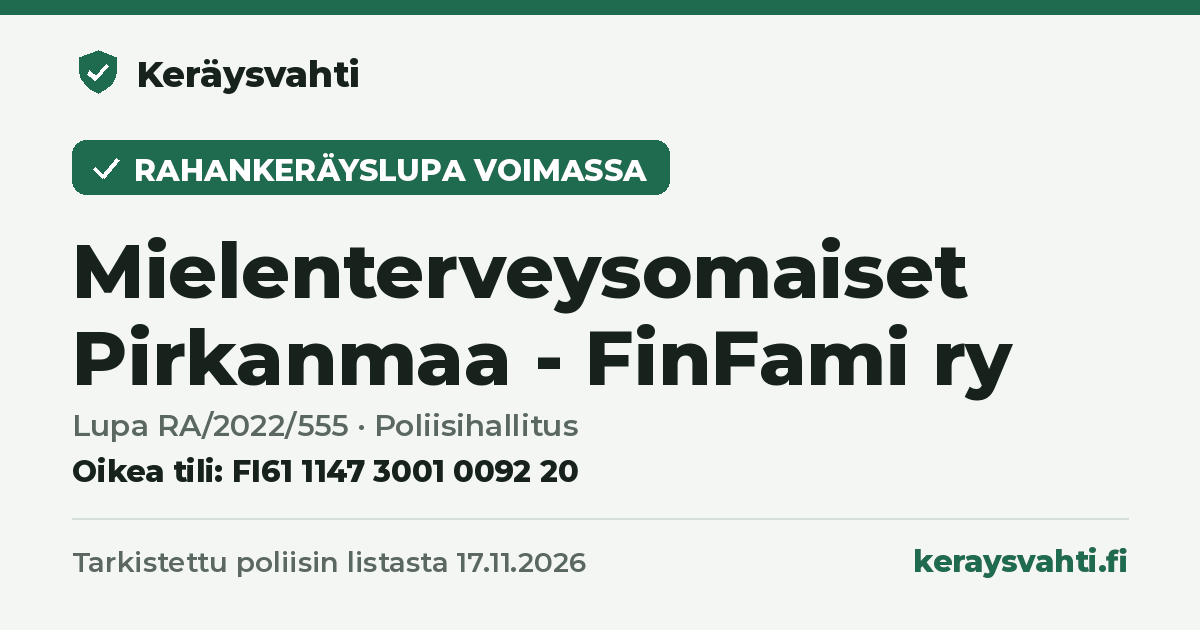 Keräysvahti
RAHANKERÄYSLUPA VOIMASSA
Mielenterveysomaiset
Pirkanmaa - FinFami ry
Lupa RA/2022/555 · Poliisihallitus
Oikea tili: FI61 1147 3001 0092 20
Tarkistettu poliisin listasta 17.11.2026
keraysvahti.fi